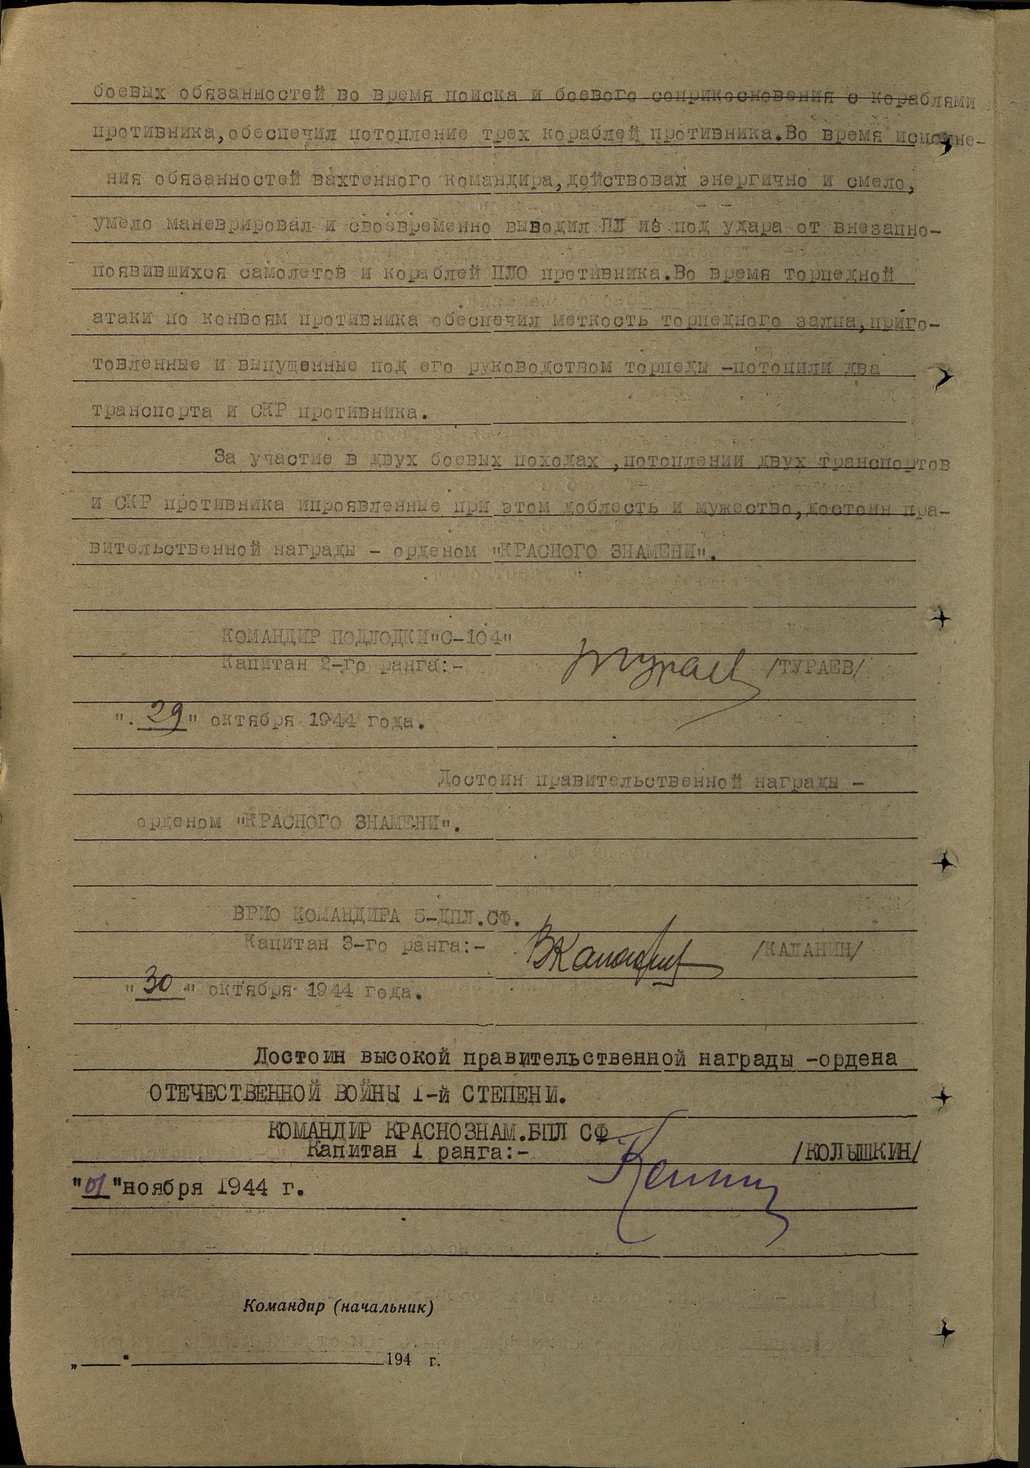 боевых обязанностей во время поиска и боевого соприкосновения с кораблями
противника,обеспечил потопление трех кораблей противника.Во время исполне-
ния обязанностей вахтенного командира,действовал энергично и смело,
умело маневрировал и своевременно выводил ПЛ из под удара от внезапно-
появившихся самолетов и кораблей ПЛО противника.Во время торпедной
атаки по конвоям противника обеспечил меткость торпедного залпа,приго-
товленные и выпущенные под его руководством торпеды -потопили два
транспорта и СКР противника.
За участие в двух боевых походах ,потоплении двух транспортов
и СКР противника ипроявленные при этом доблесть и мужество,достоин пра-
вительственной награды - орденом "КРАСНОГО ЗНАМЕНИ".
КОМАНДИР ПОДЛОДКИ"С-104"
Капитан 2-го ранга:- Тураев /ТУРАЕВ/
". 29 " октября 1944 года.
Достоин правительственной награды -
орденом "КРАСНОГО ЗНАМЕНИ".
ВРИО КОМАНДИРА 5-ДПЛ.СФ.
Капитан 3-го ранга:- /КАПАНИН/
" 30 " октября 1944 года.
Достоин высокой правительственной награды -ордена
ОТЕЧЕСТВЕННОЙ ВОЙНЫ 1-й СТЕПЕНИ.
КОМАНДИР КРАСНОЗНАМ.БПЛ СФ
Капитан 1 ранга:- /КОЛЫШКИН/
"01"ноября 1944 г.
Командир (начальник)
„___“ 194 г.